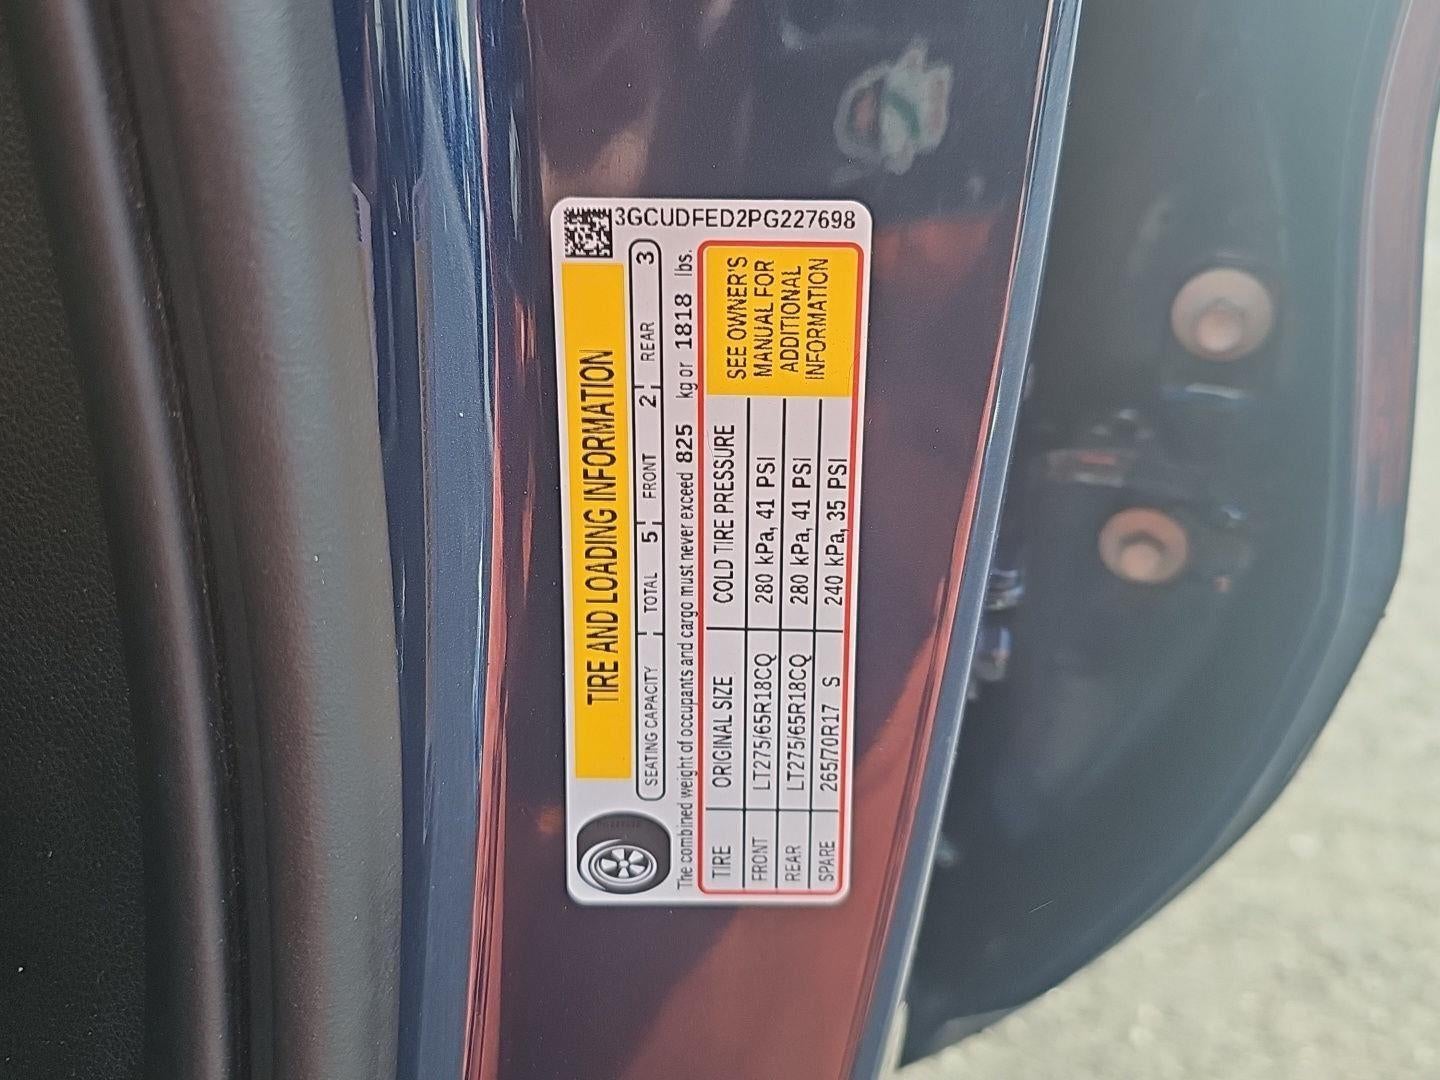 3GCUDFED2PG227698
TIRE AND LOADING INFORMATION
SEATING CAPACITY TOTAL 5 FRONT 2 REAR 3
The combined weight of occupants and cargo must never exceed 825 kg or 1818 lbs.
TIRE ORIGINAL SIZE COLD TIRE PRESSURE
FRONT LT275/65R18CQ 280 kPa, 41 PSI
REAR LT275/65R18CQ 280 kPa, 41 PSI
SPARE 265/70R17 S 240 kPa, 35 PSI
SEE OWNER'S
MANUAL FOR
ADDITIONAL
INFORMATION